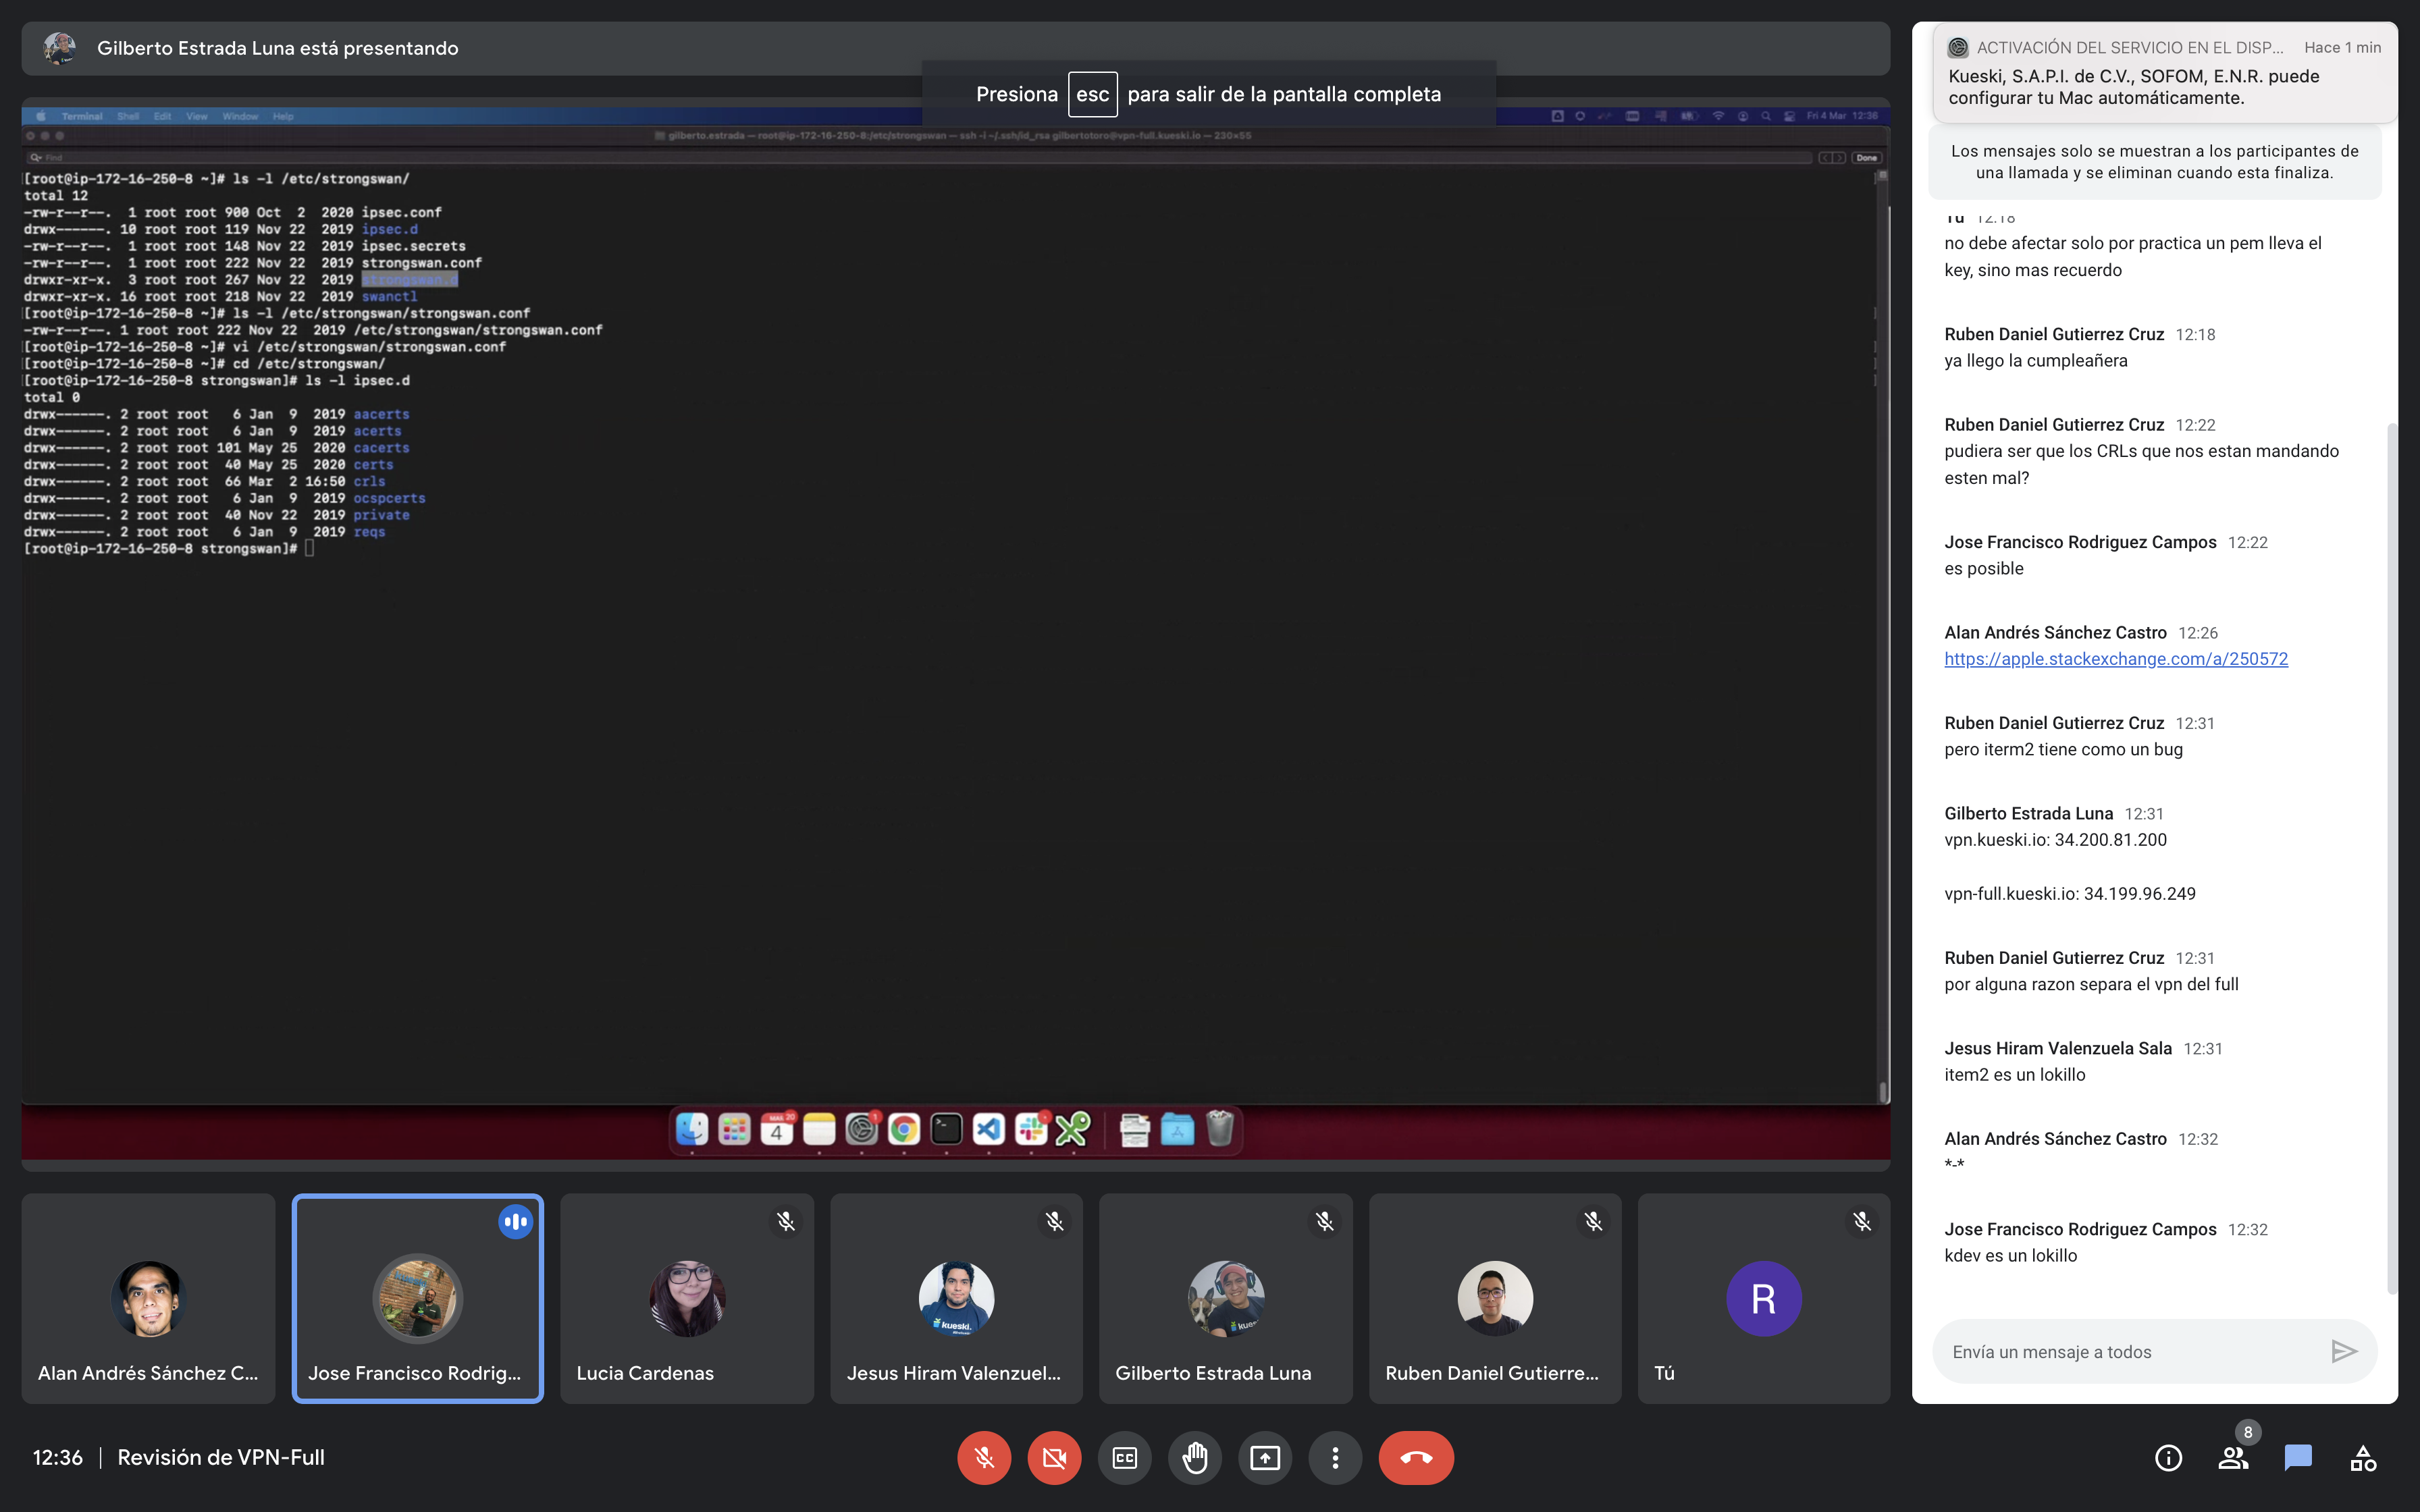 Gilberto Estrada Luna está presentando
Presiona esc para salir de la pantalla completa
Terminal Shell Edit View Window Help
Fri 4 Mar 12:36
gilberto.estrada — root@ip-172-16-250-8:/etc/strongswan — ssh -i ~/.ssh/id_rsa gilbertotoro@vpn-full.kueski.io — 230×55
Find
Done
[root@ip-172-16-250-8 ~]# ls -l /etc/strongswan/
total 12
-rw-r--r--. 1 root root 900 Oct 2 2020 ipsec.conf
drwx------. 10 root root 119 Nov 22 2019 ipsec.d
-rw-r--r--. 1 root root 148 Nov 22 2019 ipsec.secrets
-rw-r--r--. 1 root root 222 Nov 22 2019 strongswan.conf
drwxr-xr-x. 3 root root 267 Nov 22 2019 strongswan.d
drwxr-xr-x. 16 root root 218 Nov 22 2019 swanctl
[root@ip-172-16-250-8 ~]# ls -l /etc/strongswan/strongswan.conf
-rw-r--r--. 1 root root 222 Nov 22 2019 /etc/strongswan/strongswan.conf
[root@ip-172-16-250-8 ~]# vi /etc/strongswan/strongswan.conf
[root@ip-172-16-250-8 ~]# cd /etc/strongswan/
[root@ip-172-16-250-8 strongswan]# ls -l ipsec.d
total 0
drwx------. 2 root root 6 Jan 9 2019 aacerts
drwx------. 2 root root 6 Jan 9 2019 acerts
drwx------. 2 root root 101 May 25 2020 cacerts
drwx------. 2 root root 40 May 25 2020 certs
drwx------. 2 root root 66 Mar 2 16:50 crls
drwx------. 2 root root 6 Jan 9 2019 ocspcerts
drwx------. 2 root root 40 Nov 22 2019 private
drwx------. 2 root root 6 Jan 9 2019 reqs
[root@ip-172-16-250-8 strongswan]#
MAR 20
4
1
Alan Andrés Sánchez C...
Jose Francisco Rodrig...
Lucia Cardenas
kueski.
Jesus Hiram Valenzuel...
Gilberto Estrada Luna
Ruben Daniel Gutierre...
R
Tú
12:36 | Revisión de VPN-Full
CC
8
ACTIVACIÓN DEL SERVICIO EN EL DISP... Hace 1 min
Kueski, S.A.P.I. de C.V., SOFOM, E.N.R. puede
configurar tu Mac automáticamente.
Los mensajes solo se muestran a los participantes de
una llamada y se eliminan cuando esta finaliza.
Tú 12:18
no debe afectar solo por practica un pem lleva el
key, sino mas recuerdo
Ruben Daniel Gutierrez Cruz 12:18
ya llego la cumpleañera
Ruben Daniel Gutierrez Cruz 12:22
pudiera ser que los CRLs que nos estan mandando
esten mal?
Jose Francisco Rodriguez Campos 12:22
es posible
Alan Andrés Sánchez Castro 12:26
https://apple.stackexchange.com/a/250572
Ruben Daniel Gutierrez Cruz 12:31
pero iterm2 tiene como un bug
Gilberto Estrada Luna 12:31
vpn.kueski.io: 34.200.81.200
vpn-full.kueski.io: 34.199.96.249
Ruben Daniel Gutierrez Cruz 12:31
por alguna razon separa el vpn del full
Jesus Hiram Valenzuela Sala 12:31
item2 es un lokillo
Alan Andrés Sánchez Castro 12:32
*-*
Jose Francisco Rodriguez Campos 12:32
kdev es un lokillo
Envía un mensaje a todos